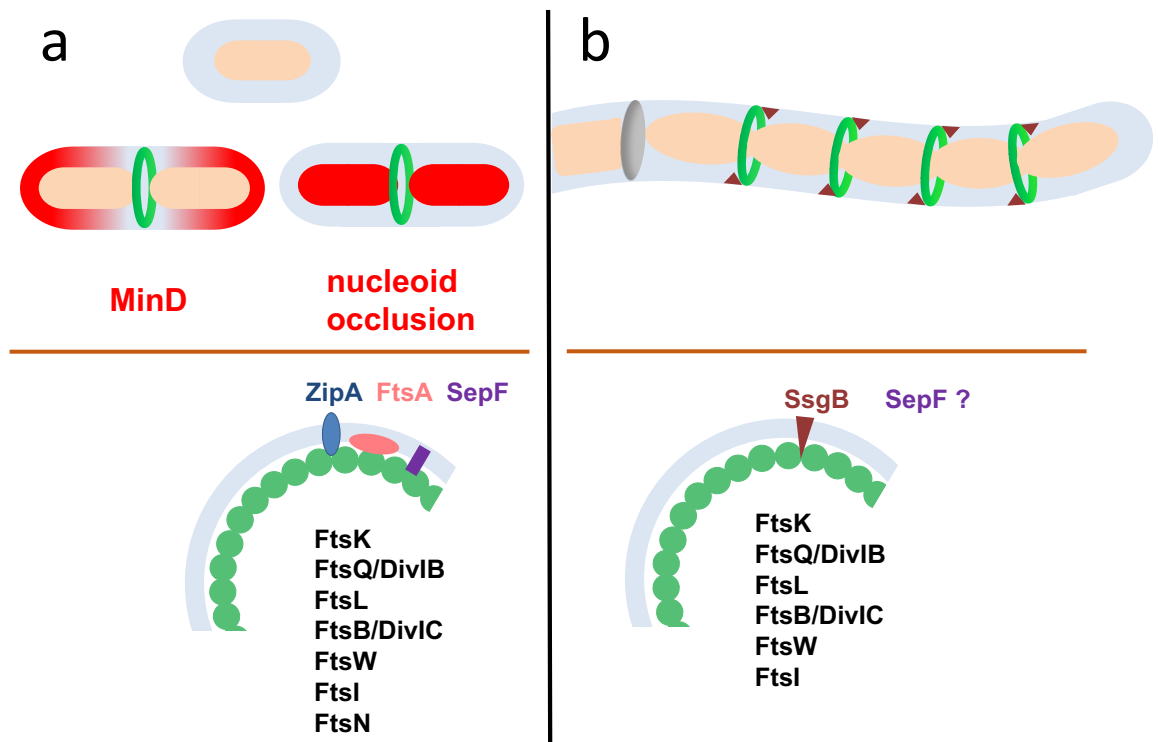 a
MinD
nucleoid
occlusion
ZipA FtsA SepF
FtsK
FtsQ/DivIB
FtsL
FtsB/DivIC
FtsW
FtsI
FtsN
b
SsgB SepF ?
FtsK
FtsQ/DivIB
FtsL
FtsB/DivIC
FtsW
FtsI